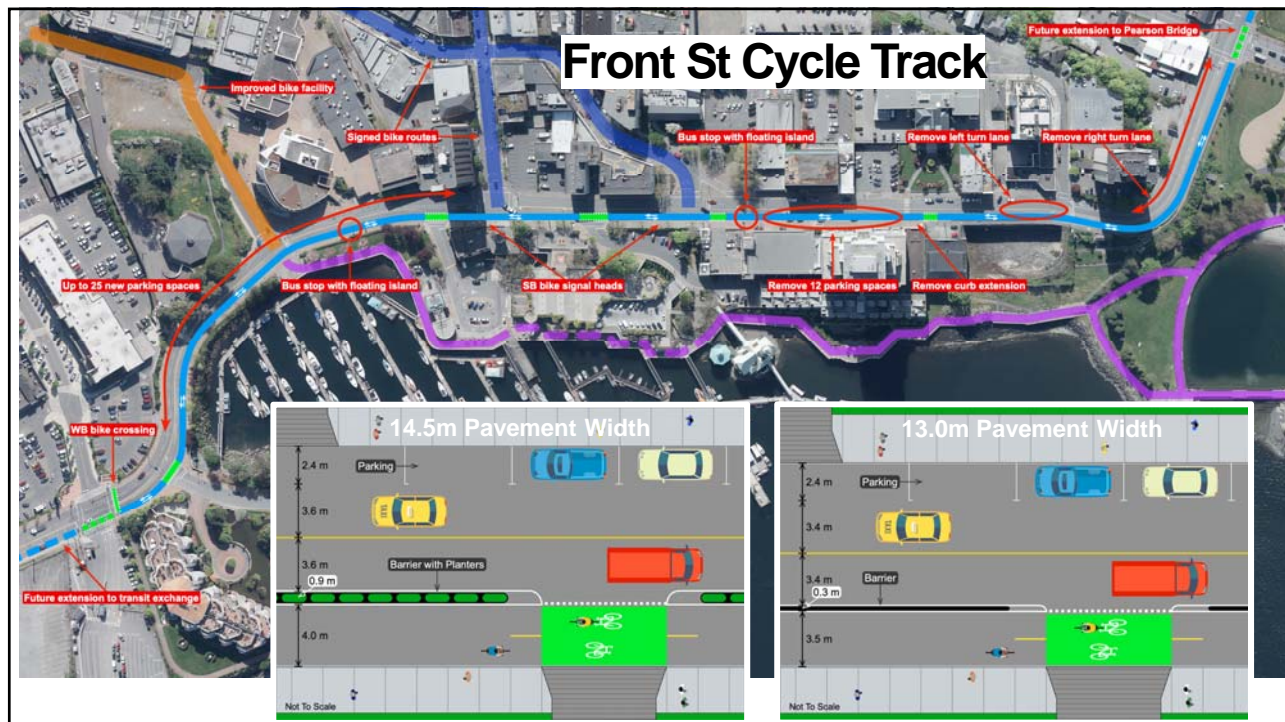 Front St Cycle Track
Future extension to Pearson Bridge
Improved bike facility
Signed bike routes
Bus stop with floating island
Remove left turn lane
Remove right turn lane
Up to 25 new parking spaces
Bus stop with floating island
SB bike signal heads
Remove 12 parking spaces
Remove curb extension
WB bike crossing
Future extension to transit exchange
14.5m Pavement Width
2.4 m
Parking
3.6 m
TAXI
3.6 m
Barrier with Planters
0.9 m
4.0 m
Not To Scale
13.0m Pavement Width
2.4 m
Parking
3.4 m
TAXI
3.4 m
Barrier
0.3 m
3.5 m
Not To Scale